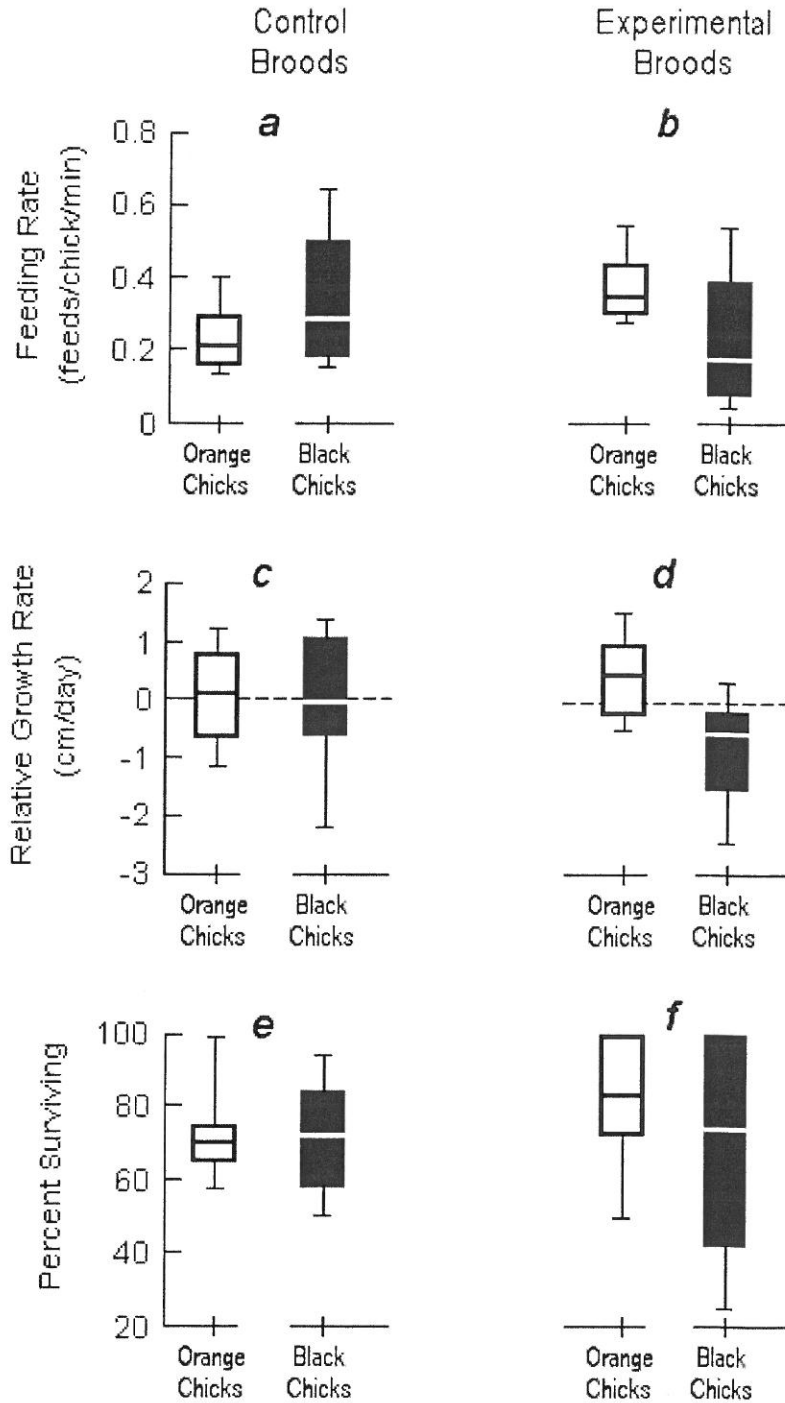 Control
Broods
Experimental
Broods
a
b
Feeding Rate
(feeds/chick/min)
0.8
0.6
0.4
0.2
0
Orange
Chicks
Black
Chicks
Orange
Chicks
Black
Chicks
c
d
Relative Growth Rate
(cm/day)
2
1
0
-1
-2
-3
Orange
Chicks
Black
Chicks
Orange
Chicks
Black
Chicks
e
f
Percent Surviving
100
80
60
40
20
Orange
Chicks
Black
Chicks
Orange
Chicks
Black
Chicks